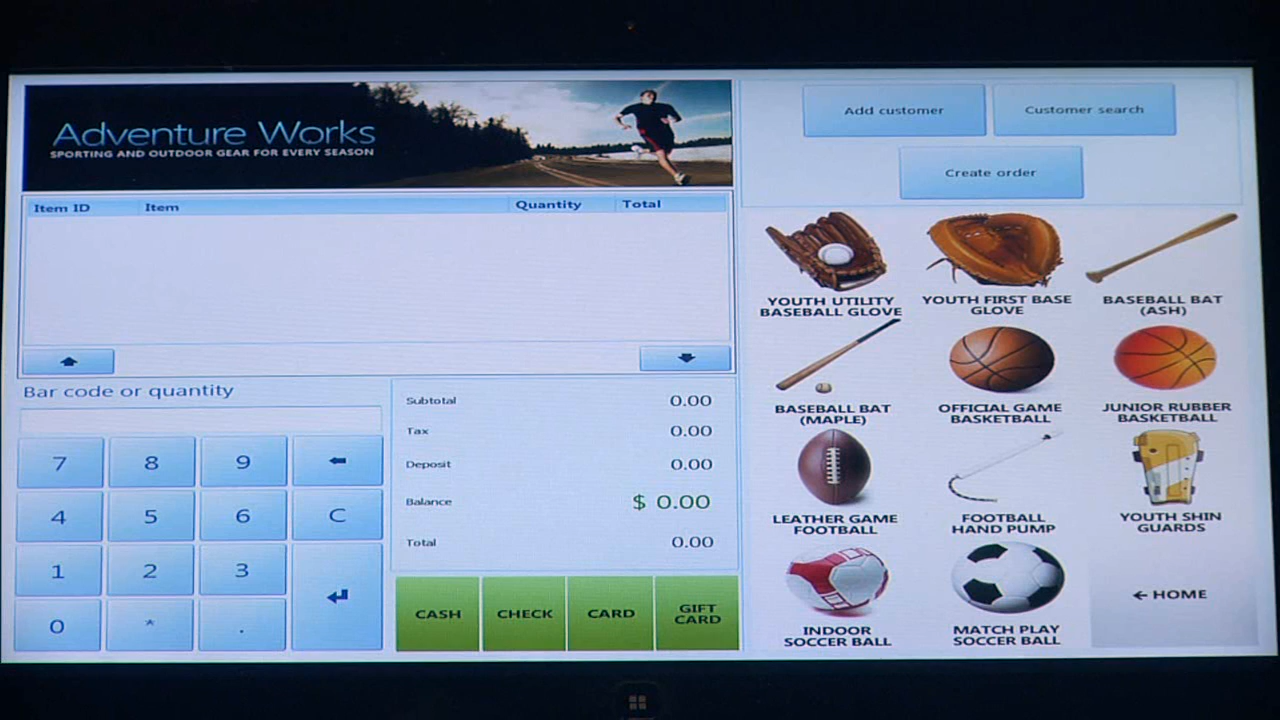 Adventure Works
SPORTING AND OUTDOOR GEAR FOR EVERY SEASON
Add customer
Customer search
Create order
Item ID Item Quantity Total
YOUTH UTILITY
BASEBALL GLOVE
YOUTH FIRST BASE
GLOVE
BASEBALL BAT
(ASH)
BASEBALL BAT
(MAPLE)
OFFICIAL GAME
BASKETBALL
JUNIOR RUBBER
BASKETBALL
LEATHER GAME
FOOTBALL
FOOTBALL
HAND PUMP
YOUTH SHIN
GUARDS
INDOOR
SOCCER BALL
MATCH PLAY
SOCCER BALL
← HOME
Bar code or quantity
7 8 9 ←
4 5 6 C
1 2 3 ↵
0 * .
Subtotal 0.00
Tax 0.00
Deposit 0.00
Balance $ 0.00
Total 0.00
CASH
CHECK
CARD
GIFT
CARD